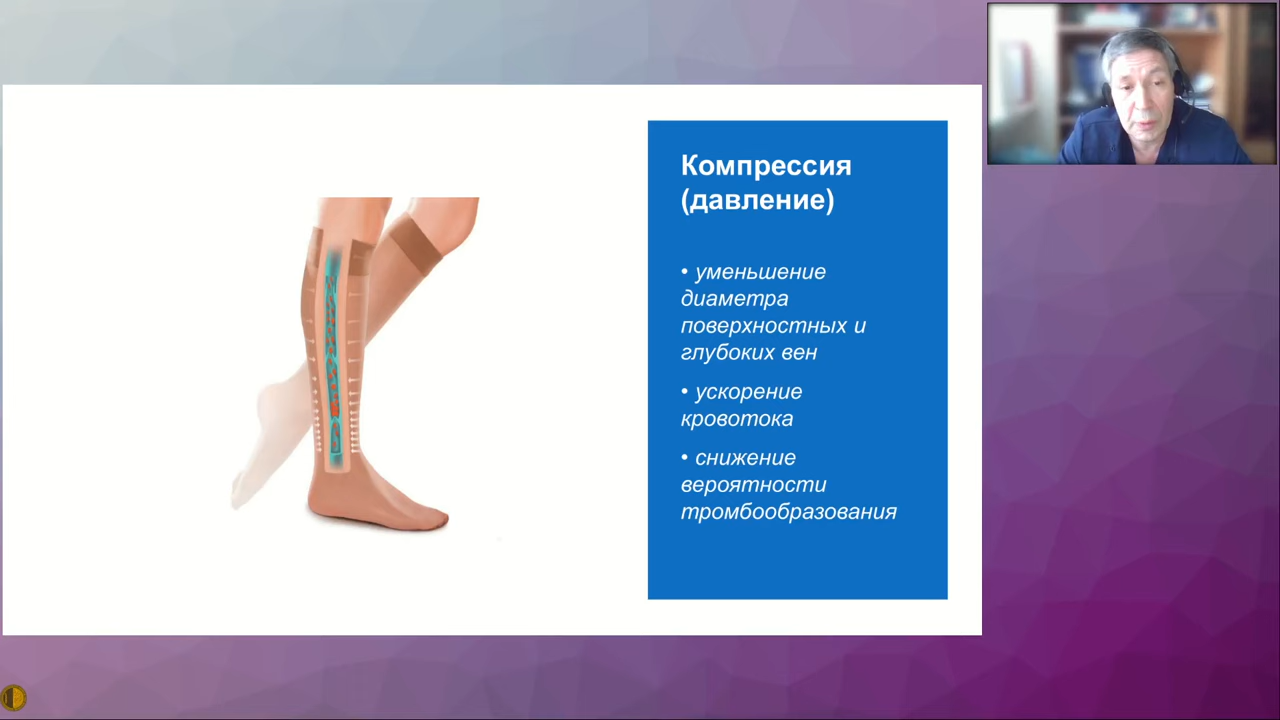 Компрессия
(давление)
• уменьшение
диаметра
поверхностных и
глубоких вен
• ускорение
кровотока
• снижение
вероятности
тромбообразования